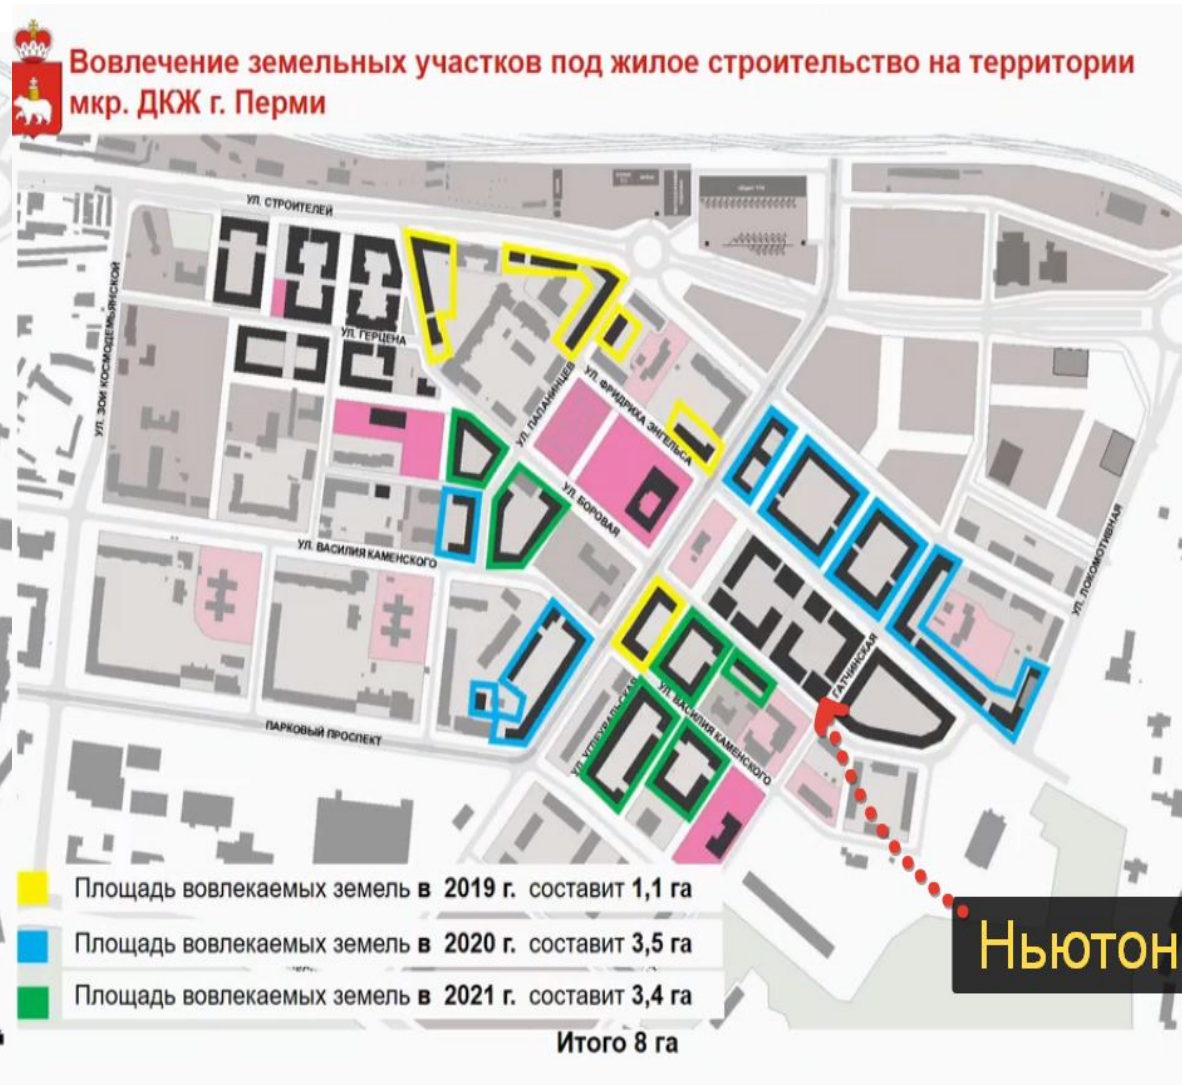 Вовлечение земельных участков под жилое строительство на территории
мкр. ДКЖ г. Перми
УЛ. СТРОИТЕЛЕЙ
УЛ. ЗОИ КОСМОДЕМЬЯНСКОЙ
УЛ. ГЕРЦЕНА
УЛ. ПАПАНИНЦЕВ
УЛ. ФРИДРИХА ЭНГЕЛЬСА
УЛ. БОРОВАЯ
УЛ. ВАСИЛИЯ КАМЕНСКОГО
УЛ. ЛОКОМОТИВНАЯ
ГАТЧИНСКАЯ
УЛ. УГЛЕУРАЛЬСКАЯ
УЛ. ВАСИЛИЯ КАМЕНСКОГО
ПАРКОВЫЙ ПРОСПЕКТ
Площадь вовлекаемых земель в 2019 г. составит 1,1 га
Ньютон
Площадь вовлекаемых земель в 2020 г. составит 3,5 га
Площадь вовлекаемых земель в 2021 г. составит 3,4 га
Итого 8 га